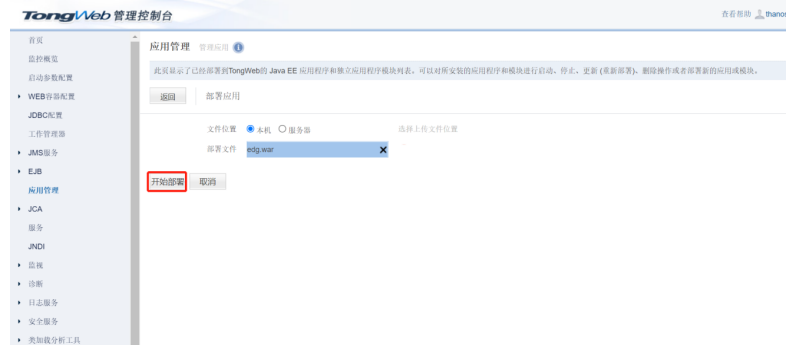 TongWeb 管理控制台
查看帮助 thanos
首页
监控概览
启动参数配置
WEB容器配置
JDBC配置
工作管理器
JMS服务
EJB
应用管理
JCA
服务
JNDI
监视
诊断
日志服务
安全服务
类加载分析工具
应用管理 管理应用
此页显示了已经部署到TongWeb的 Java EE 应用程序和独立应用程序模块列表。可以对所安装的应用程序和模块进行启动、停止、更新 (重新部署)、删除操作或者部署新的应用或模块。
返回 部署应用
文件位置 本机 服务器 选择上传文件位置
部署文件 edg.war
开始部署 取消